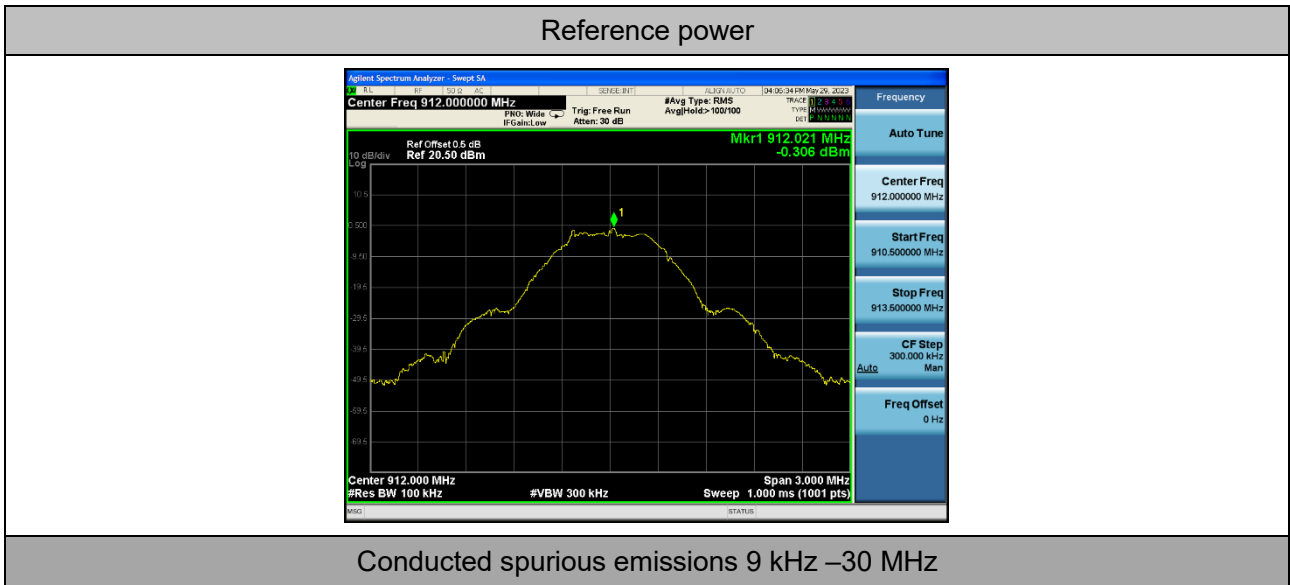 Reference power
Agilent Spectrum Analyzer - Swept SA
RL RF 50 Ω AC SENSE:INT ALIGN AUTO 04:06:34 PM May 29, 2023
Center Freq 912.000000 MHz
PNO: Wide
IFGain:Low
Trig: Free Run
Atten: 30 dB
#Avg Type: RMS
Avg|Hold:>100/100
TRACE 1 2 3 4 5 6
TYPE M
DET P N N N N N
Frequency
Mkr1 912.021 MHz
-0.306 dBm
Ref Offset 0.5 dB
10 dB/div Ref 20.50 dBm
Log
10.5
0.500
-9.50
-19.5
-29.5
-39.5
-49.5
-59.5
-69.5
1
Center 912.000 MHz Span 3.000 MHz
#Res BW 100 kHz #VBW 300 kHz Sweep 1.000 ms (1001 pts)
Auto Tune
Center Freq
912.000000 MHz
Start Freq
910.500000 MHz
Stop Freq
913.500000 MHz
CF Step
300.000 kHz
Auto Man
Freq Offset
0 Hz
MSG STATUS
Conducted spurious emissions 9 kHz –30 MHz